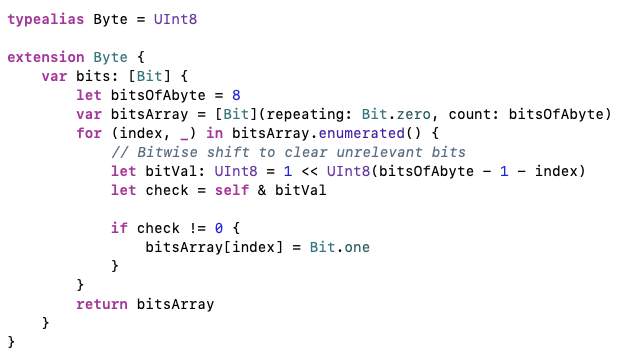 typealias Byte = UInt8

extension Byte {
    var bits: [Bit] {
        let bitsOfAbyte = 8
        var bitsArray = [Bit](repeating: Bit.zero, count: bitsOfAbyte)
        for (index, _) in bitsArray.enumerated() {
            // Bitwise shift to clear unrelevant bits
            let bitVal: UInt8 = 1 << UInt8(bitsOfAbyte - 1 - index)
            let check = self & bitVal

            if check != 0 {
                bitsArray[index] = Bit.one
            }
        }
        return bitsArray
    }
}